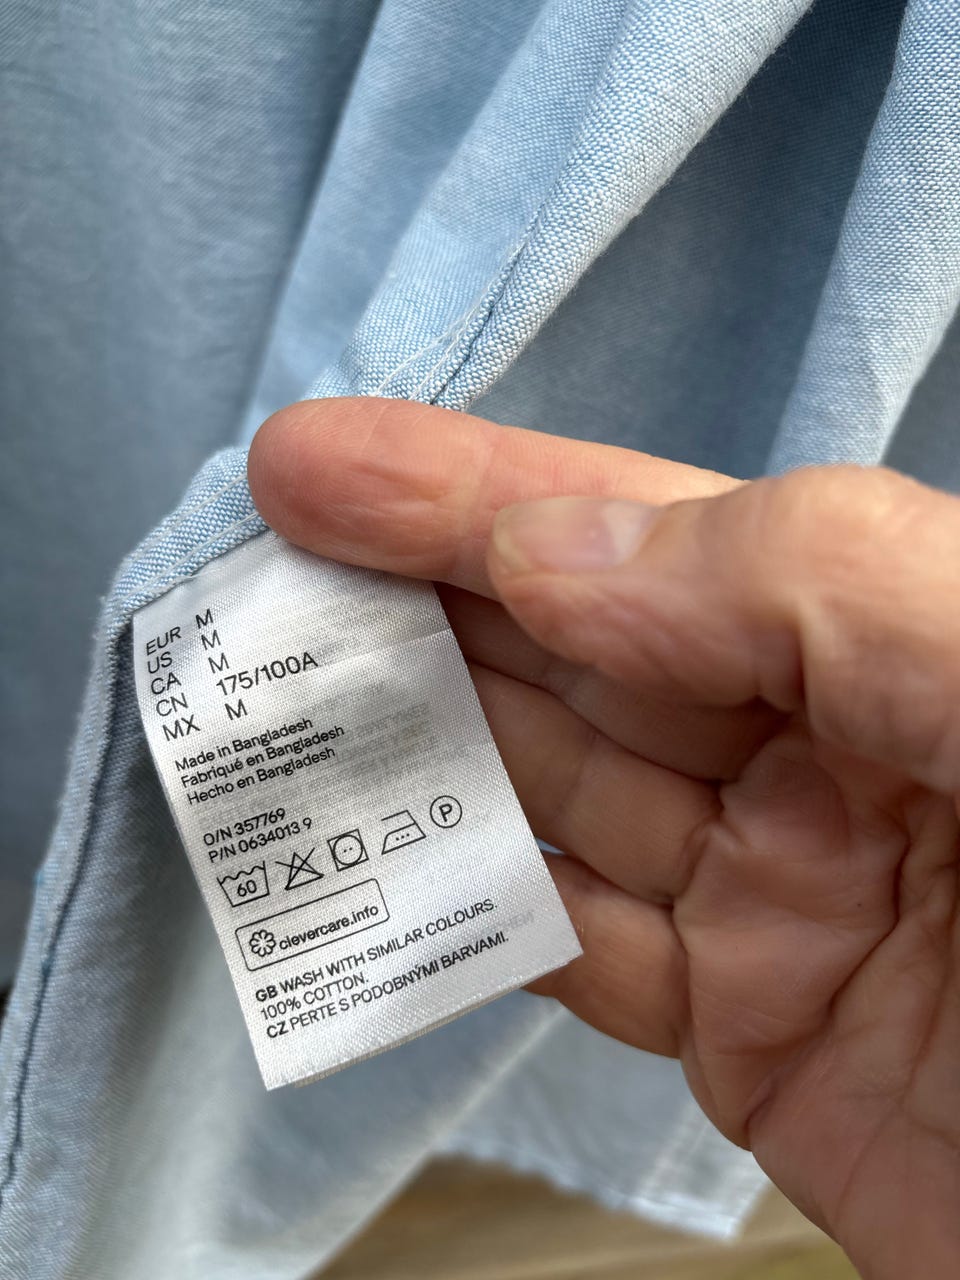 EUR M
US M
CA M
CN 175/100A
MX M
Made in Bangladesh
Fabriqué en Bangladesh
Hecho en Bangladesh
O/N 357769
P/N 0634013 9
60 P
clevercare.info
GB WASH WITH SIMILAR COLOURS.
100% COTTON.
CZ PERTE S PODOBNÝMI BARVAMI.